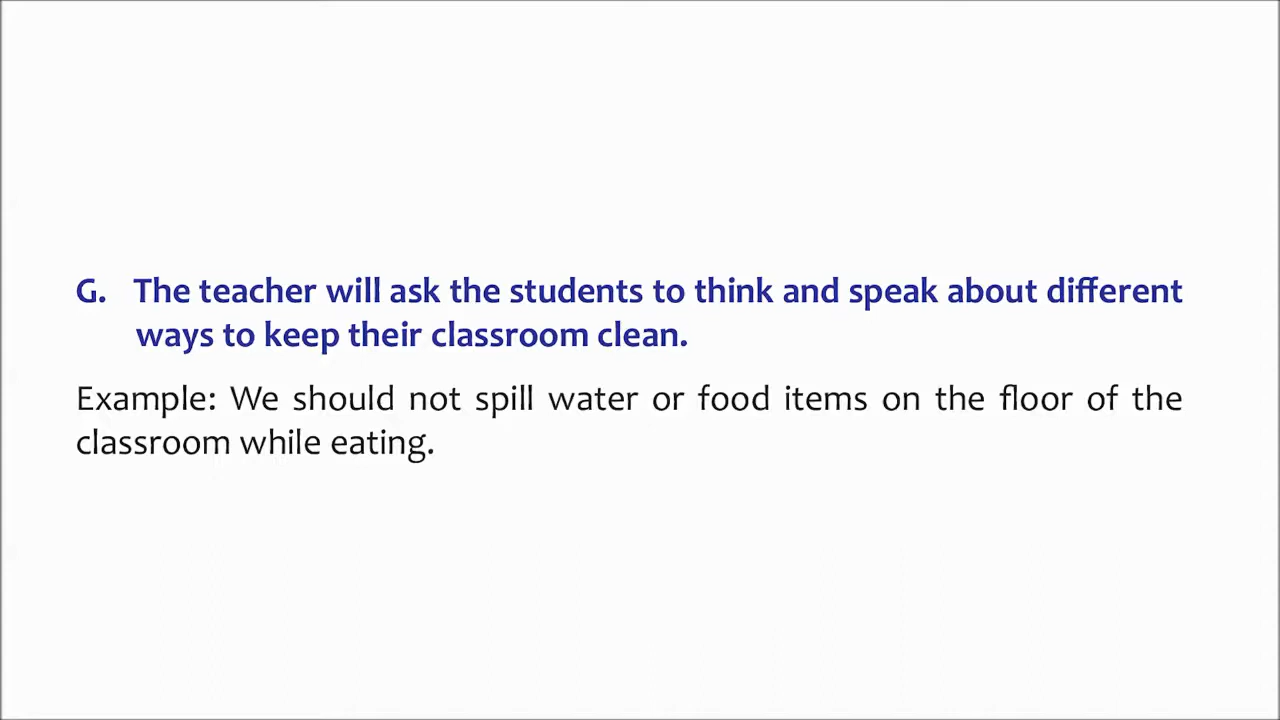 G. The teacher will ask the students to think and speak about different
ways to keep their classroom clean.
Example: We should not spill water or food items on the floor of the
classroom while eating.